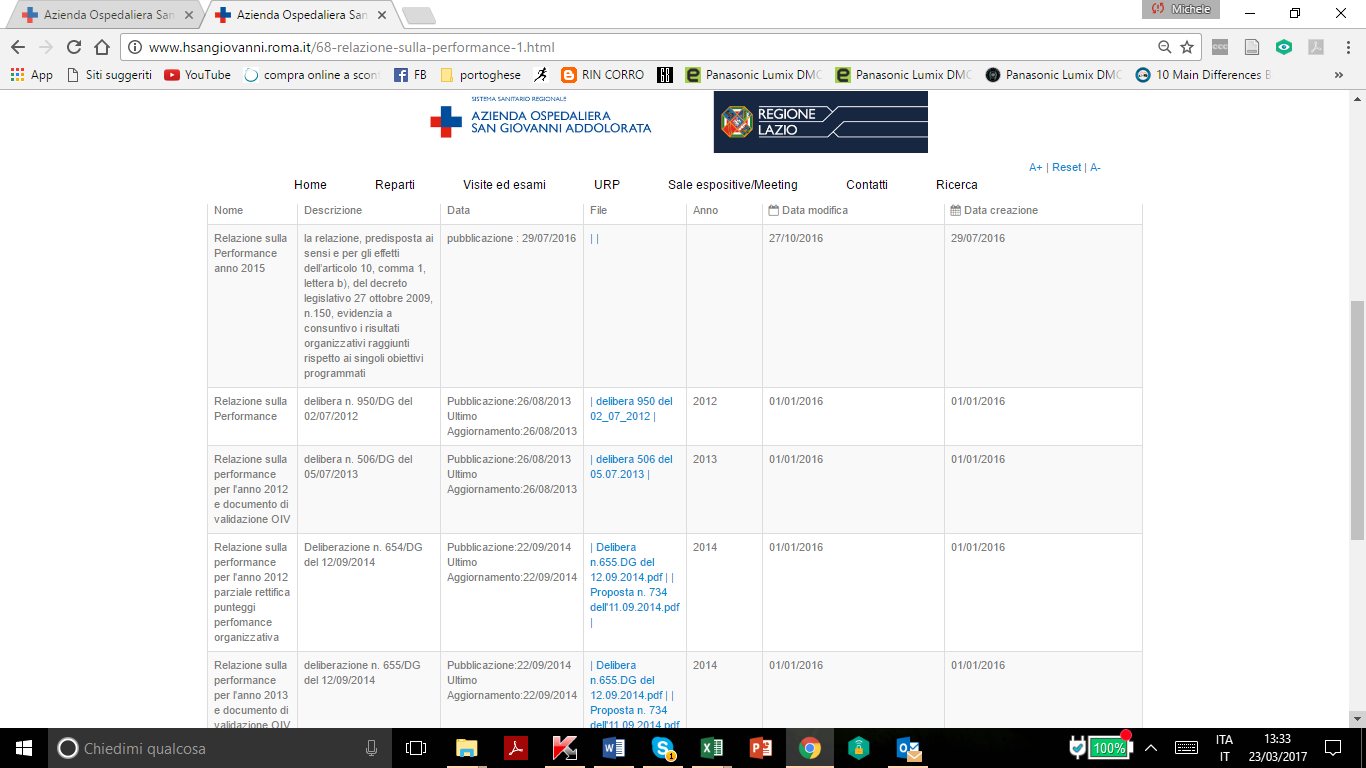 Azienda Ospedaliera San
Azienda Ospedaliera San
Michele
www.hsangiovanni.roma.it/68-relazione-sulla-performance-1.html
App Siti suggeriti YouTube compra online a scont FB portoghese RIN CORRO Panasonic Lumix DMC Panasonic Lumix DMC Panasonic Lumix DMC 10 Main Differences B »
SISTEMA SANITARIO REGIONALE
AZIENDA OSPEDALIERA
SAN GIOVANNI ADDOLORATA
REGIONE
LAZIO
A+ | Reset | A-
Home Reparti Visite ed esami URP Sale espositive/Meeting Contatti Ricerca
Nome Descrizione Data File Anno Data modifica Data creazione
Relazione sulla
Performance
anno 2015
la relazione, predisposta ai
sensi e per gli effetti
dell'articolo 10, comma 1,
lettera b), del decreto
legislativo 27 ottobre 2009,
n.150, evidenzia a
consuntivo i risultati
organizzativi raggiunti
rispetto ai singoli obiettivi
programmati
pubblicazione : 29/07/2016
| |
27/10/2016
29/07/2016
Relazione sulla
Performance
delibera n. 950/DG del
02/07/2012
Pubblicazione:26/08/2013
Ultimo
Aggiornamento:26/08/2013
| delibera 950 del
02_07_2012 |
2012
01/01/2016
01/01/2016
Relazione sulla
performance
per l'anno 2012
e documento di
validazione OIV
delibera n. 506/DG del
05/07/2013
Pubblicazione:26/08/2013
Ultimo
Aggiornamento:26/08/2013
| delibera 506 del
05.07.2013 |
2013
01/01/2016
01/01/2016
Relazione sulla
performance
per l'anno 2012
parziale rettifica
punteggi
perfomance
organizzativa
Deliberazione n. 654/DG
del 12/09/2014
Pubblicazione:22/09/2014
Ultimo
Aggiornamento:22/09/2014
| Delibera
n.655.DG del
12.09.2014.pdf | |
Proposta n. 734
dell'11.09.2014.pdf
|
2014
01/01/2016
01/01/2016
Relazione sulla
performance
per l'anno 2013
e documento di
validazione OIV
deliberazione n. 655/DG
del 12/09/2014
Pubblicazione:22/09/2014
Ultimo
Aggiornamento:22/09/2014
| Delibera
n.655.DG del
12.09.2014.pdf | |
Proposta n. 734
dell'11.09.2014.pdf
2014
01/01/2016
01/01/2016
Chiedimi qualcosa
1
100%
ITA
IT
13:33
23/03/2017